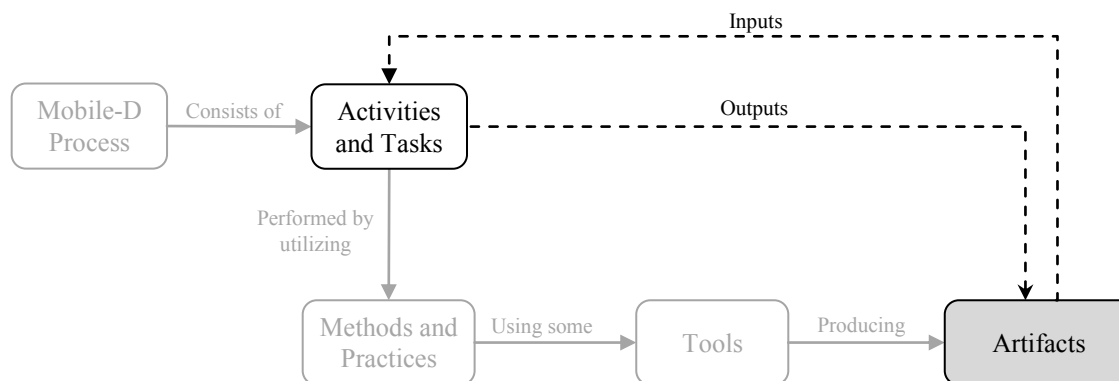 Inputs
Mobile-D
Process
Consists of
Activities
and Tasks
Outputs
Performed by
utilizing
Methods and
Practices
Using some
Tools
Producing
Artifacts